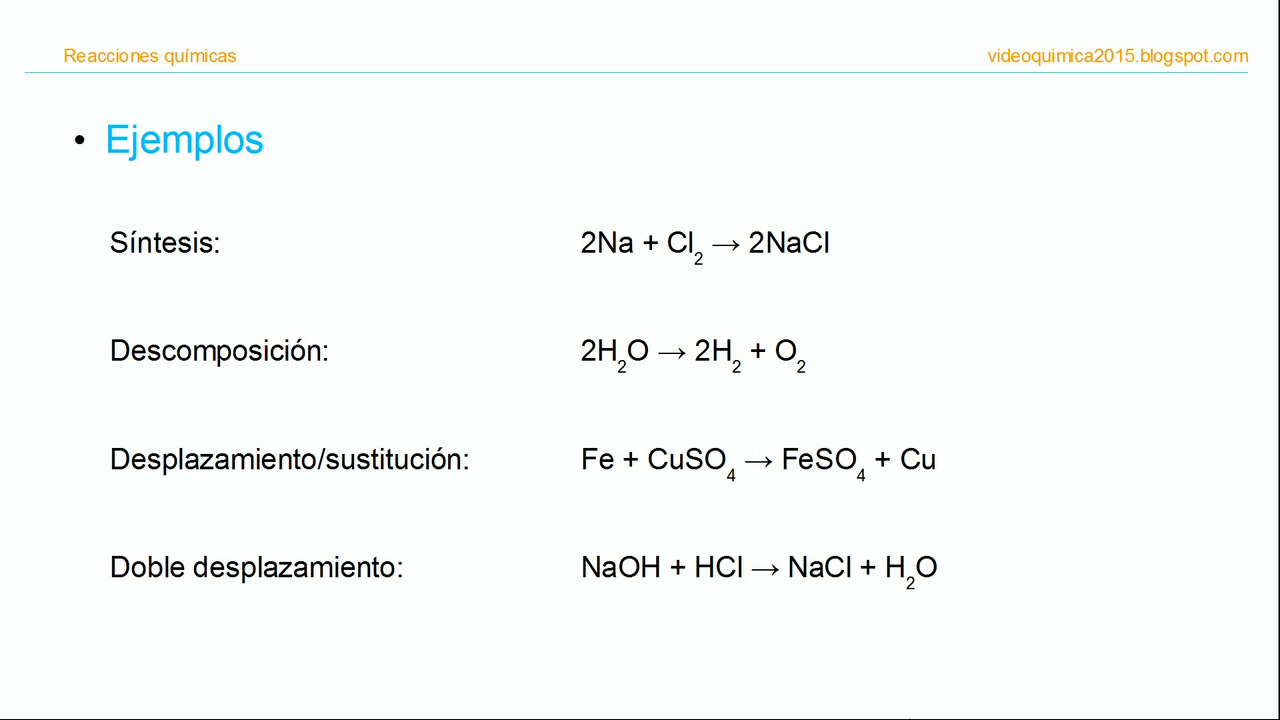 Reacciones químicas
videoquimica2015.blogspot.com
• Ejemplos
Síntesis: 2Na + Cl₂ → 2NaCl
Descomposición: 2H₂O → 2H₂ + O₂
Desplazamiento/sustitución: Fe + CuSO₄ → FeSO₄ + Cu
Doble desplazamiento: NaOH + HCl → NaCl + H₂O